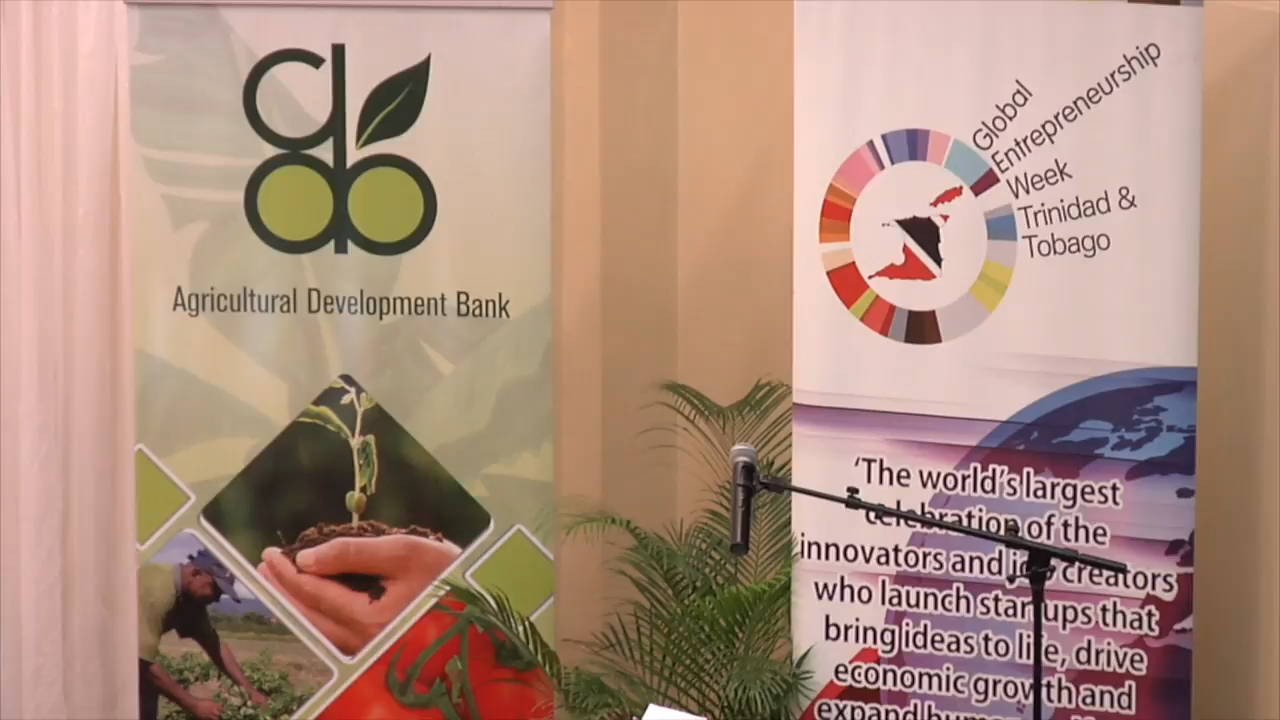 adb
Agricultural Development Bank
Global
Entrepreneurship
Week
Trinidad &
Tobago
‘The world's largest
celebration of the
innovators and job creators
who launch startups that
bring ideas to life, drive
economic growth and
expand